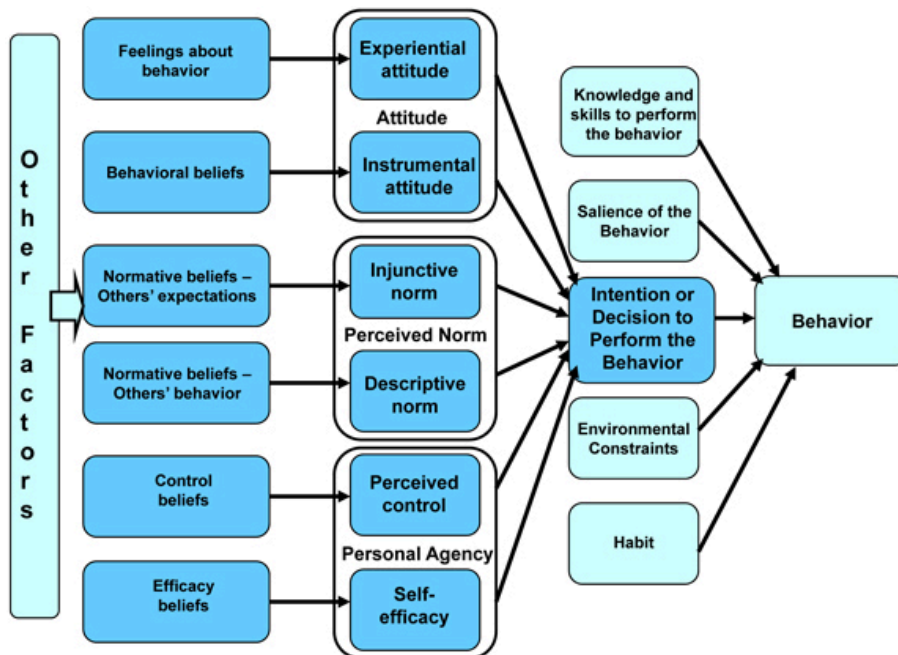 Other Factors
Feelings about
behavior
Behavioral beliefs
Normative beliefs –
Others’ expectations
Normative beliefs –
Others’ behavior
Control
beliefs
Efficacy
beliefs
Experiential
attitude
Attitude
Instrumental
attitude
Injunctive
norm
Perceived Norm
Descriptive
norm
Perceived
control
Personal Agency
Self-
efficacy
Knowledge and
skills to perform
the behavior
Salience of the
Behavior
Intention or
Decision to
Perform the
Behavior
Environmental
Constraints
Habit
Behavior